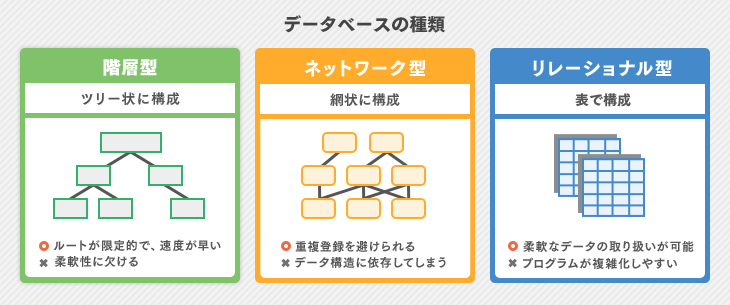 データベースの種類
階層型
ツリー状に構成
ルートが限定的で、速度が早い
柔軟性に欠ける
ネットワーク型
網状に構成
重複登録を避けられる
データ構造に依存してしまう
リレーショナル型
表で構成
柔軟なデータの取り扱いが可能
プログラムが複雑化しやすい